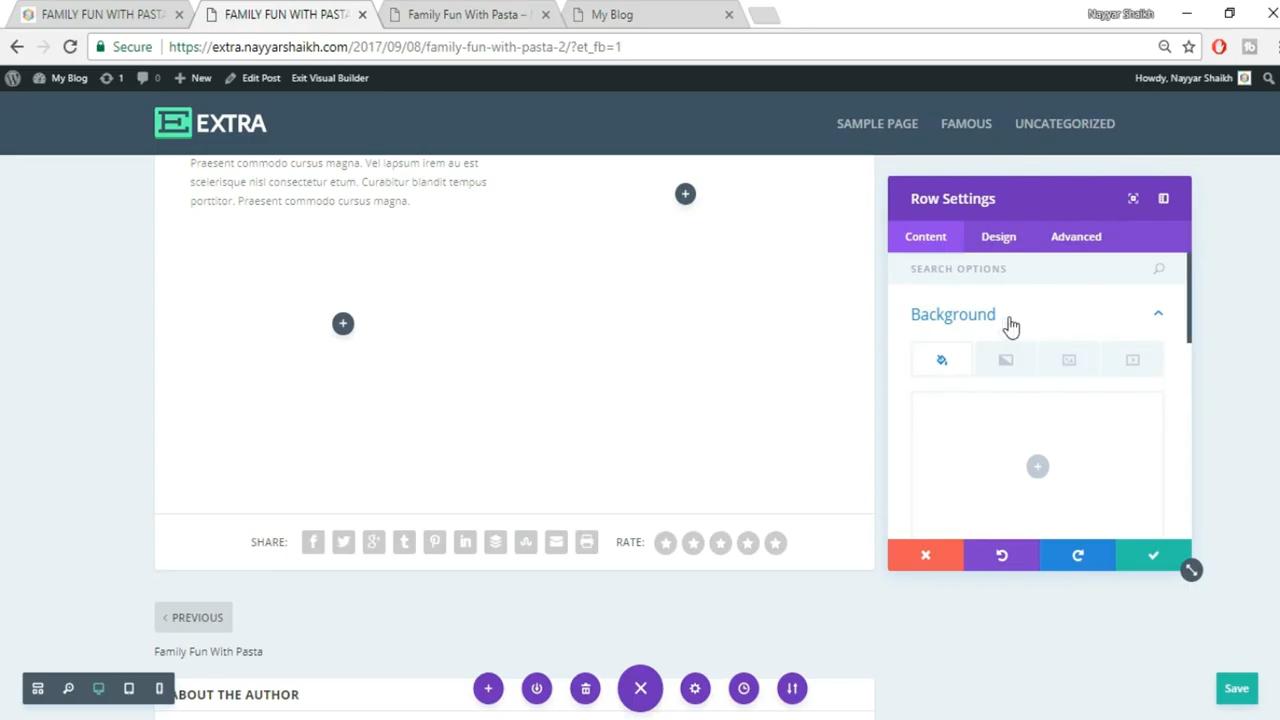 FAMILY FUN WITH PASTA
FAMILY FUN WITH PASTA
Family Fun With Pasta –
My Blog
Nayyar Shaikh
Secure
https://extra.nayyarshaikh.com/2017/09/08/family-fun-with-pasta-2/?et_fb=1
My Blog
1
0
New
Edit Post
Exit Visual Builder
Howdy, Nayyar Shaikh
EXTRA
SAMPLE PAGE
FAMOUS
UNCATEGORIZED
Praesent commodo cursus magna. Vel lapsum irem au est
scelerisque nisl consectetur etum. Curabitur blandit tempus
porttitor. Praesent commodo cursus magna.
Row Settings
Content
Design
Advanced
SEARCH OPTIONS
Background
SHARE:
RATE:
‹ PREVIOUS
Family Fun With Pasta
ABOUT THE AUTHOR
Save